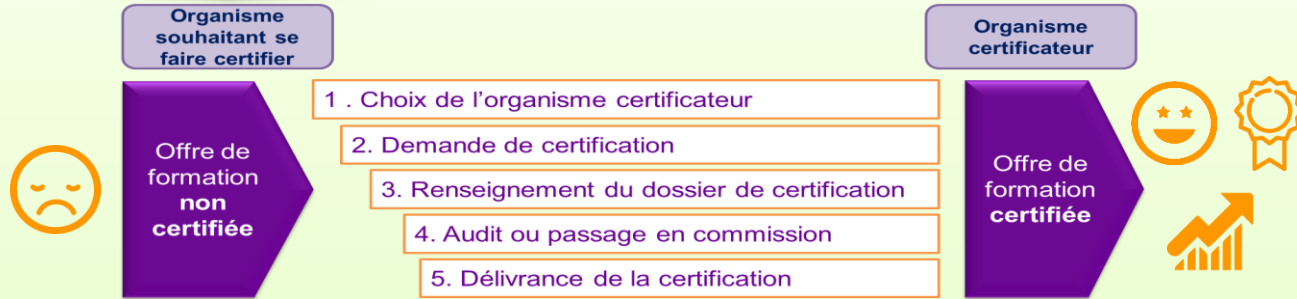 Organisme
souhaitant se
faire certifier
Organisme
certificateur
Offre de
formation
non
certifiée
1 . Choix de l'organisme certificateur
2. Demande de certification
3. Renseignement du dossier de certification
4. Audit ou passage en commission
5. Délivrance de la certification
Offre de
formation
certifiée